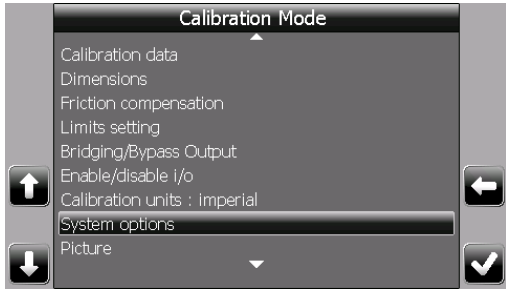 Calibration Mode
Calibration data
Dimensions
Friction compensation
Limits setting
Bridging/Bypass Output
Enable/disable i/o
Calibration units : imperial
System options
Picture